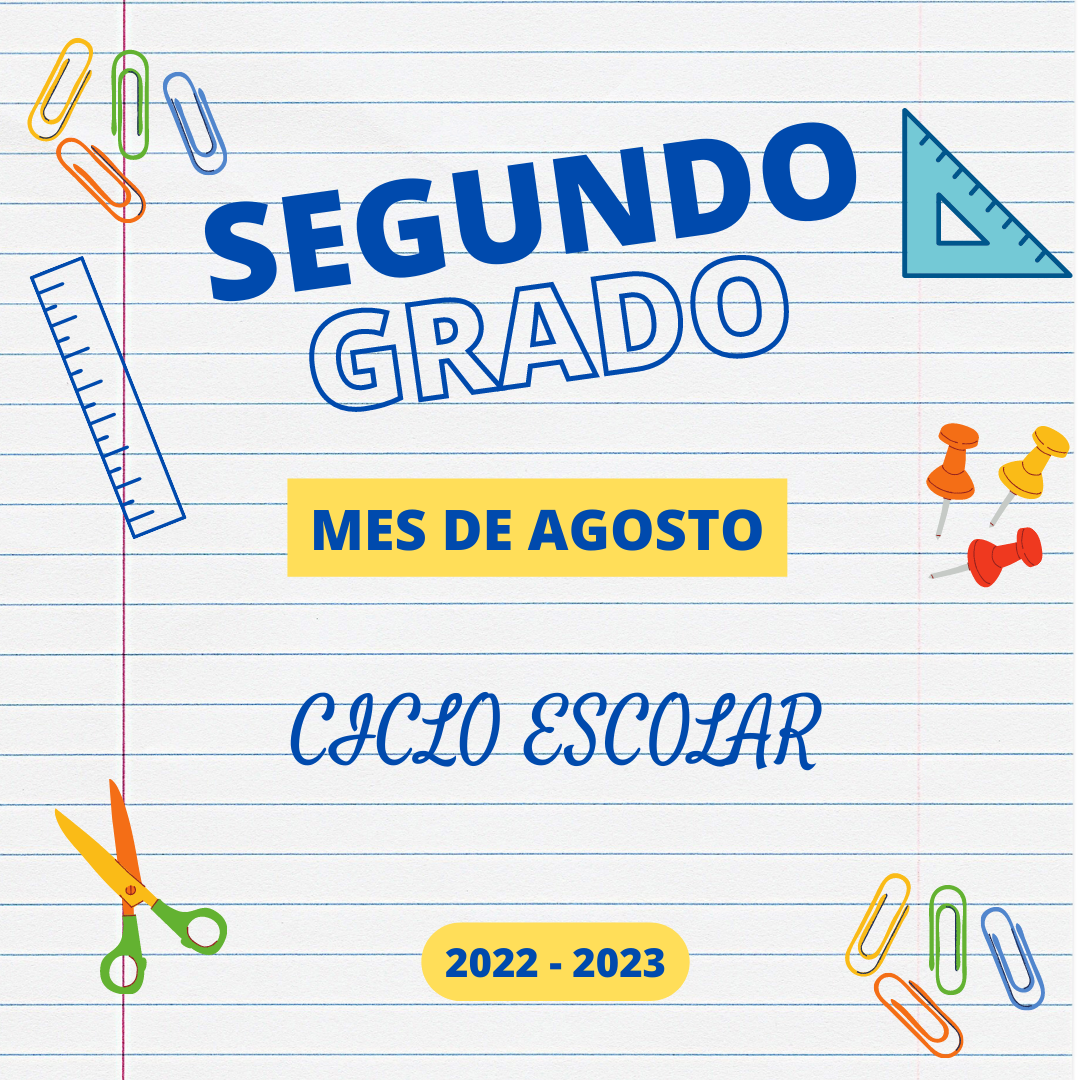 SEGUNDO
GRADO
MES DE AGOSTO
CICLO ESCOLAR
2022 - 2023